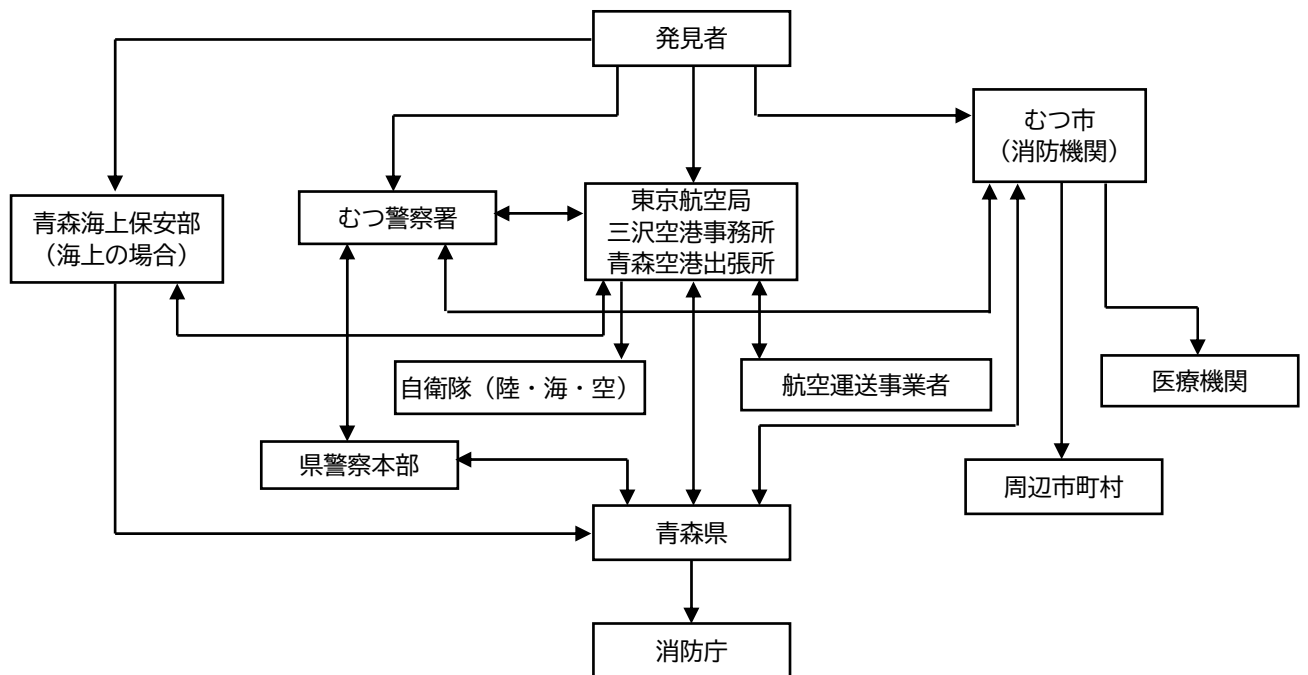 発見者
むつ市
（消防機関）
青森海上保安部
（海上の場合）
むつ警察署
東京航空局
三沢空港事務所
青森空港出張所
自衛隊（陸・海・空）
航空運送事業者
医療機関
県警察本部
周辺市町村
青森県
消防庁